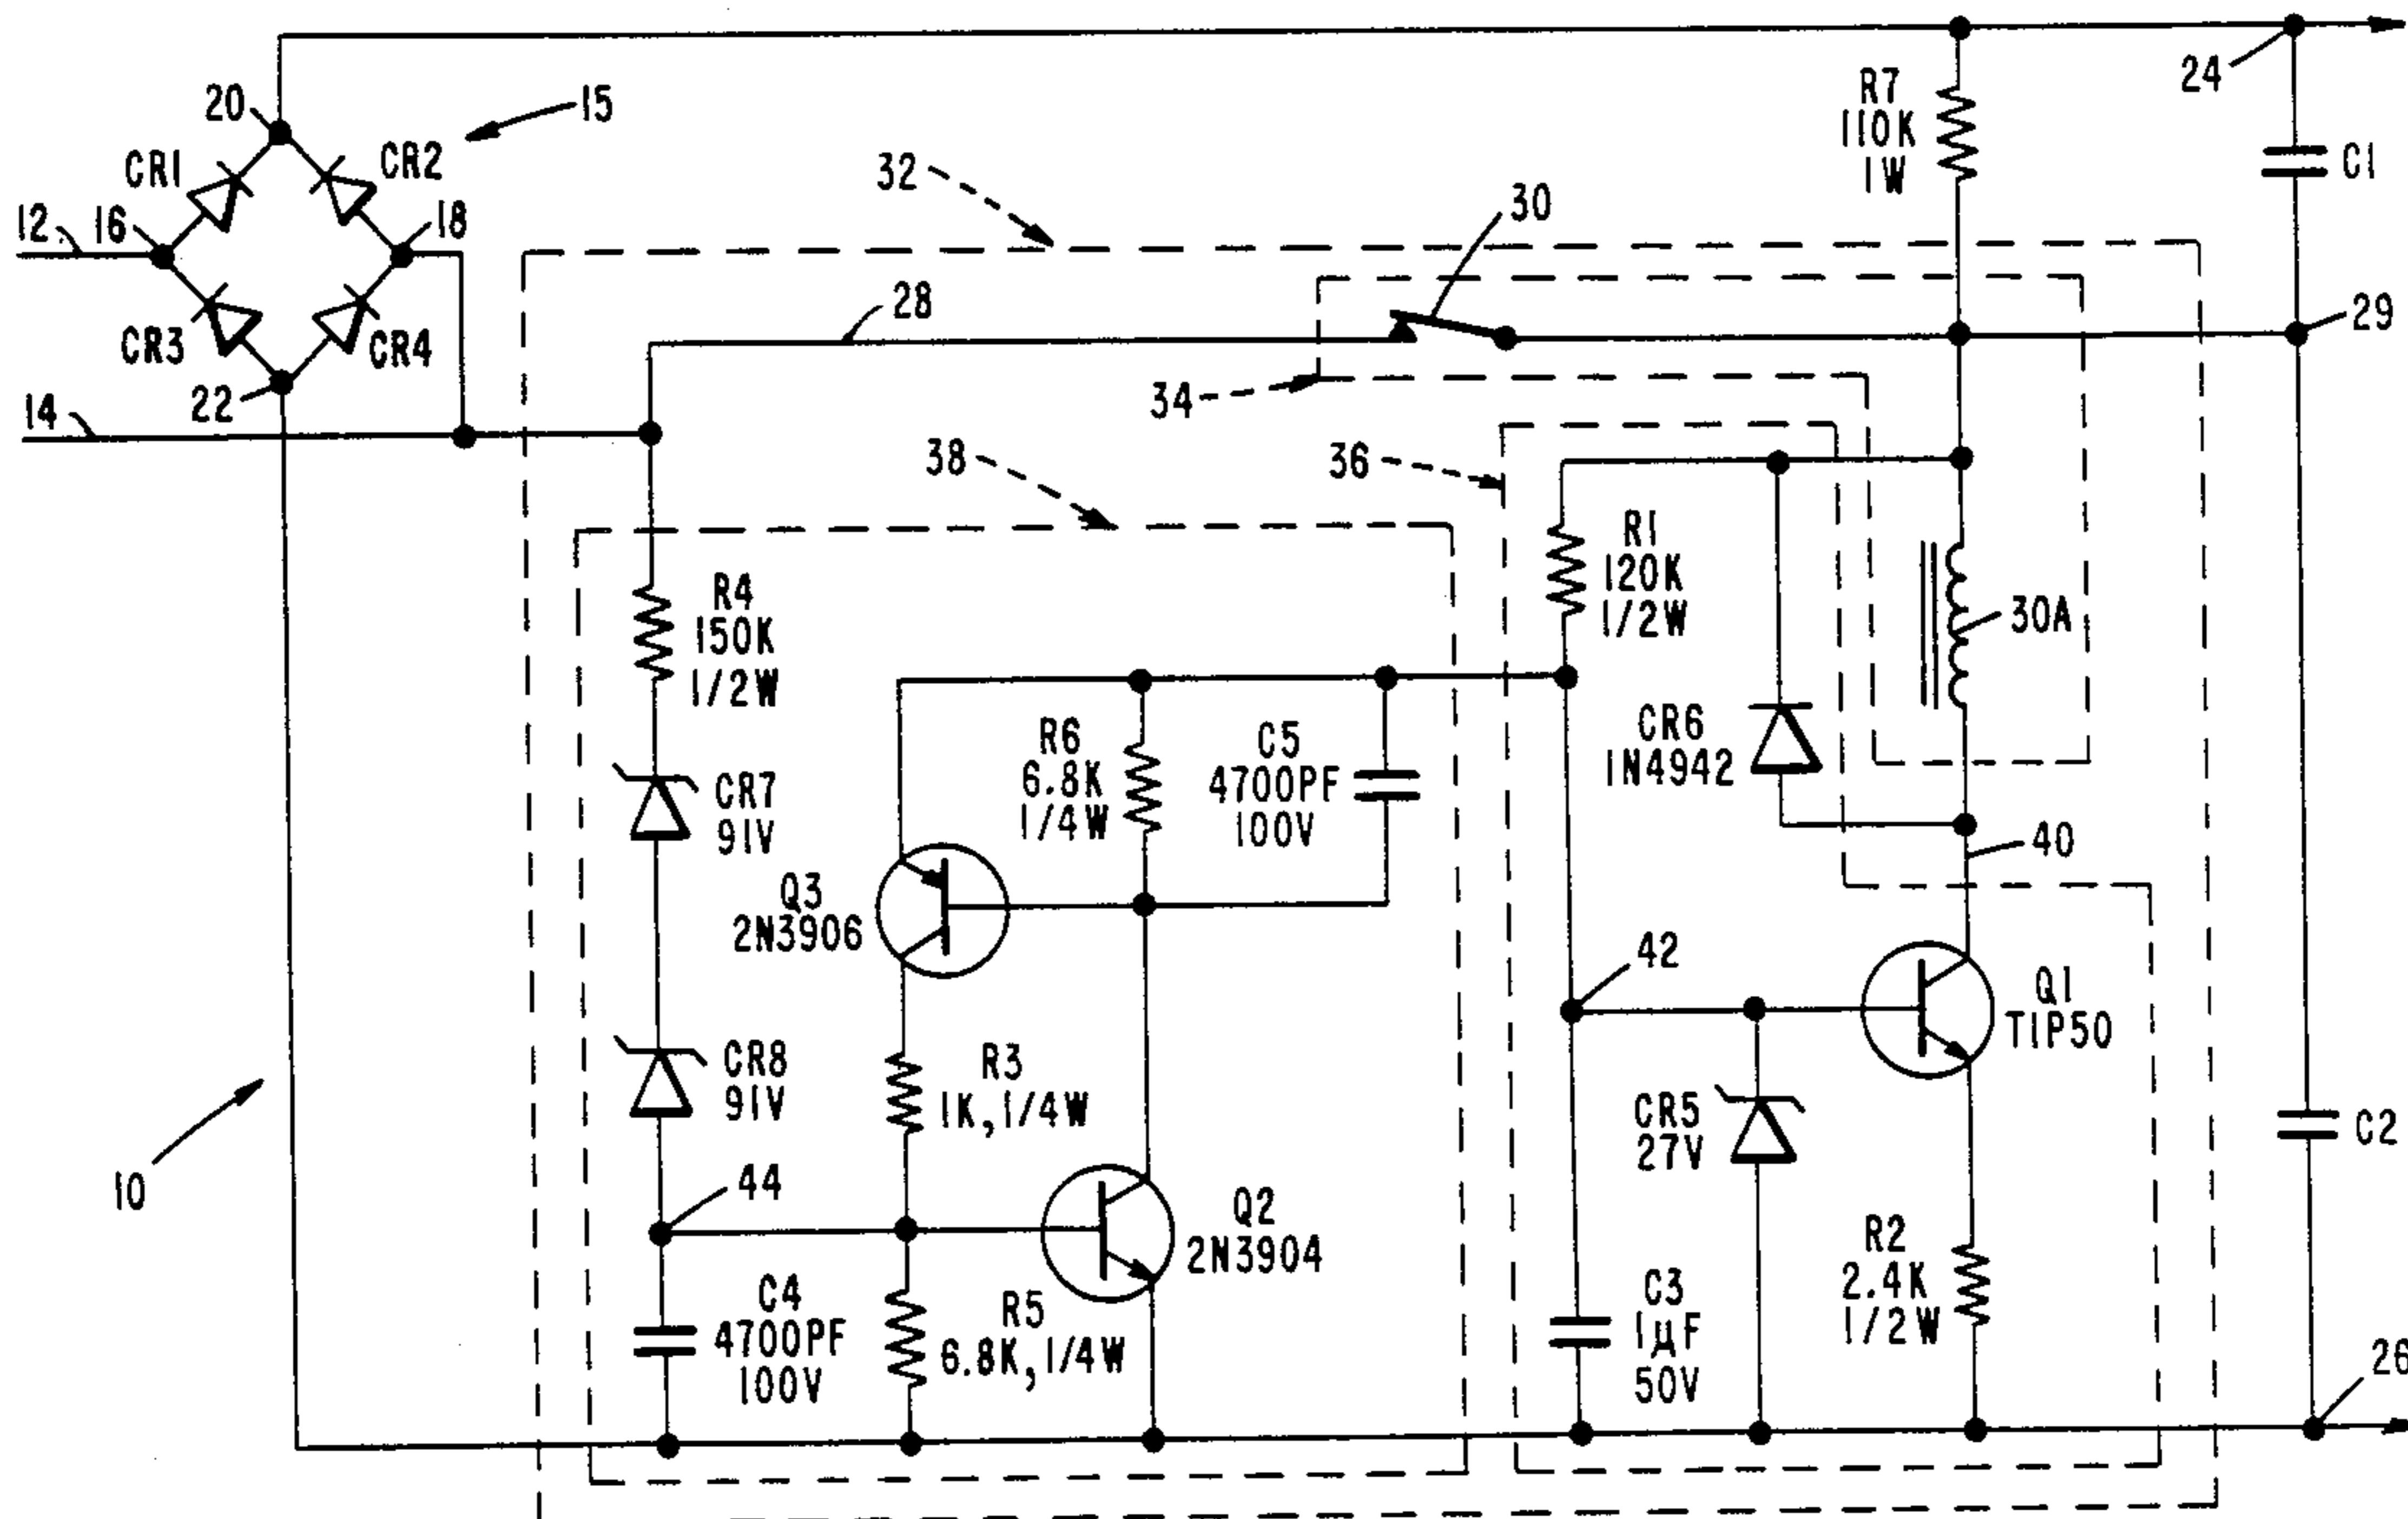 24
R7
110K
1W
C1
20
15
CR1
CR2
32
30
12
16
18
28
29
CR3
CR4
34
14
22
38
36
R1
120K
1/2W
R4
150K
1/2W
30A
R6
6.8K
1/4W
C5
4700PF
100V
CR6
1N4942
CR7
91V
40
Q3
2N3906
42
Q1
TIP50
CR8
91V
R3
1K,1/4W
CR5
27V
C2
10
44
Q2
2N3904
R2
2.4K
1/2W
C4
4700PF
100V
R5
6.8K,1/4W
C3
1µF
50V
26